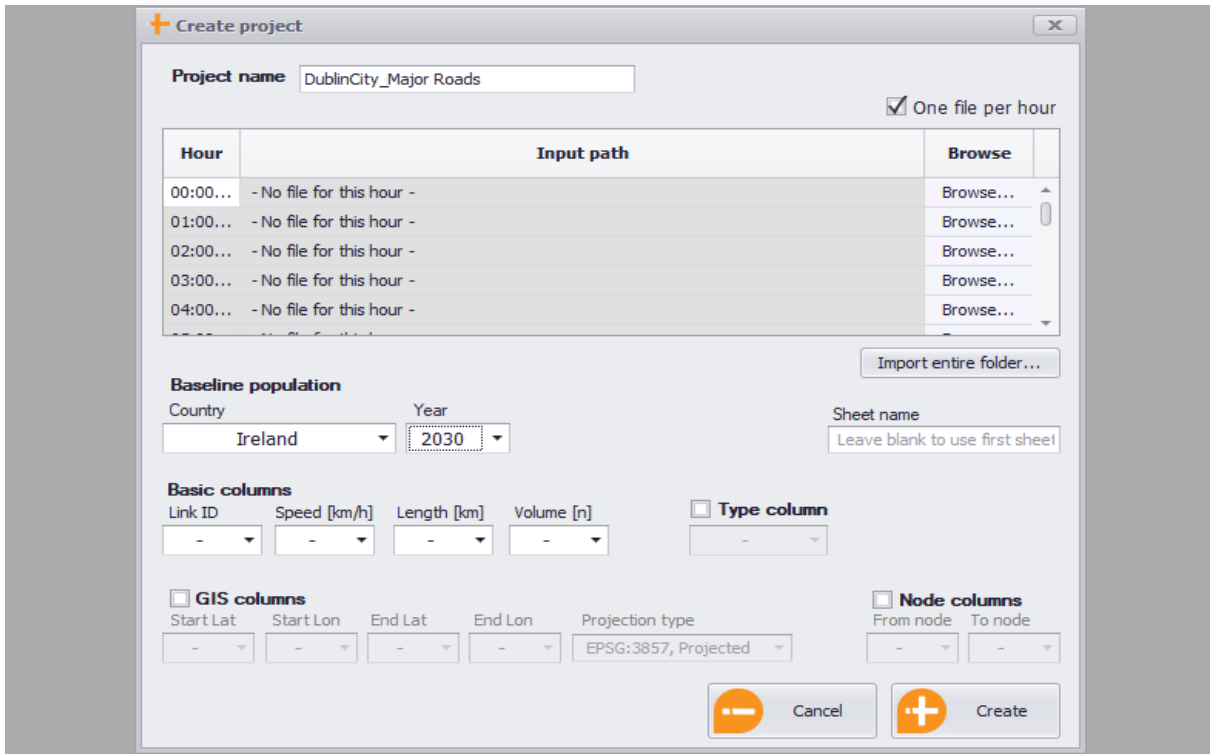 Create project
Project name DublinCity_Major Roads
One file per hour
Hour Input path Browse
00:00... - No file for this hour - Browse...
01:00... - No file for this hour - Browse...
02:00... - No file for this hour - Browse...
03:00... - No file for this hour - Browse...
04:00... - No file for this hour - Browse...
Import entire folder...
Baseline population
Country Year Sheet name
Ireland 2030 Leave blank to use first sheet
Basic columns
Link ID Speed [km/h] Length [km] Volume [n] Type column
- - - - -
GIS columns Node columns
Start Lat Start Lon End Lat End Lon Projection type From node To node
- - - - EPSG:3857, Projected - -
Cancel Create